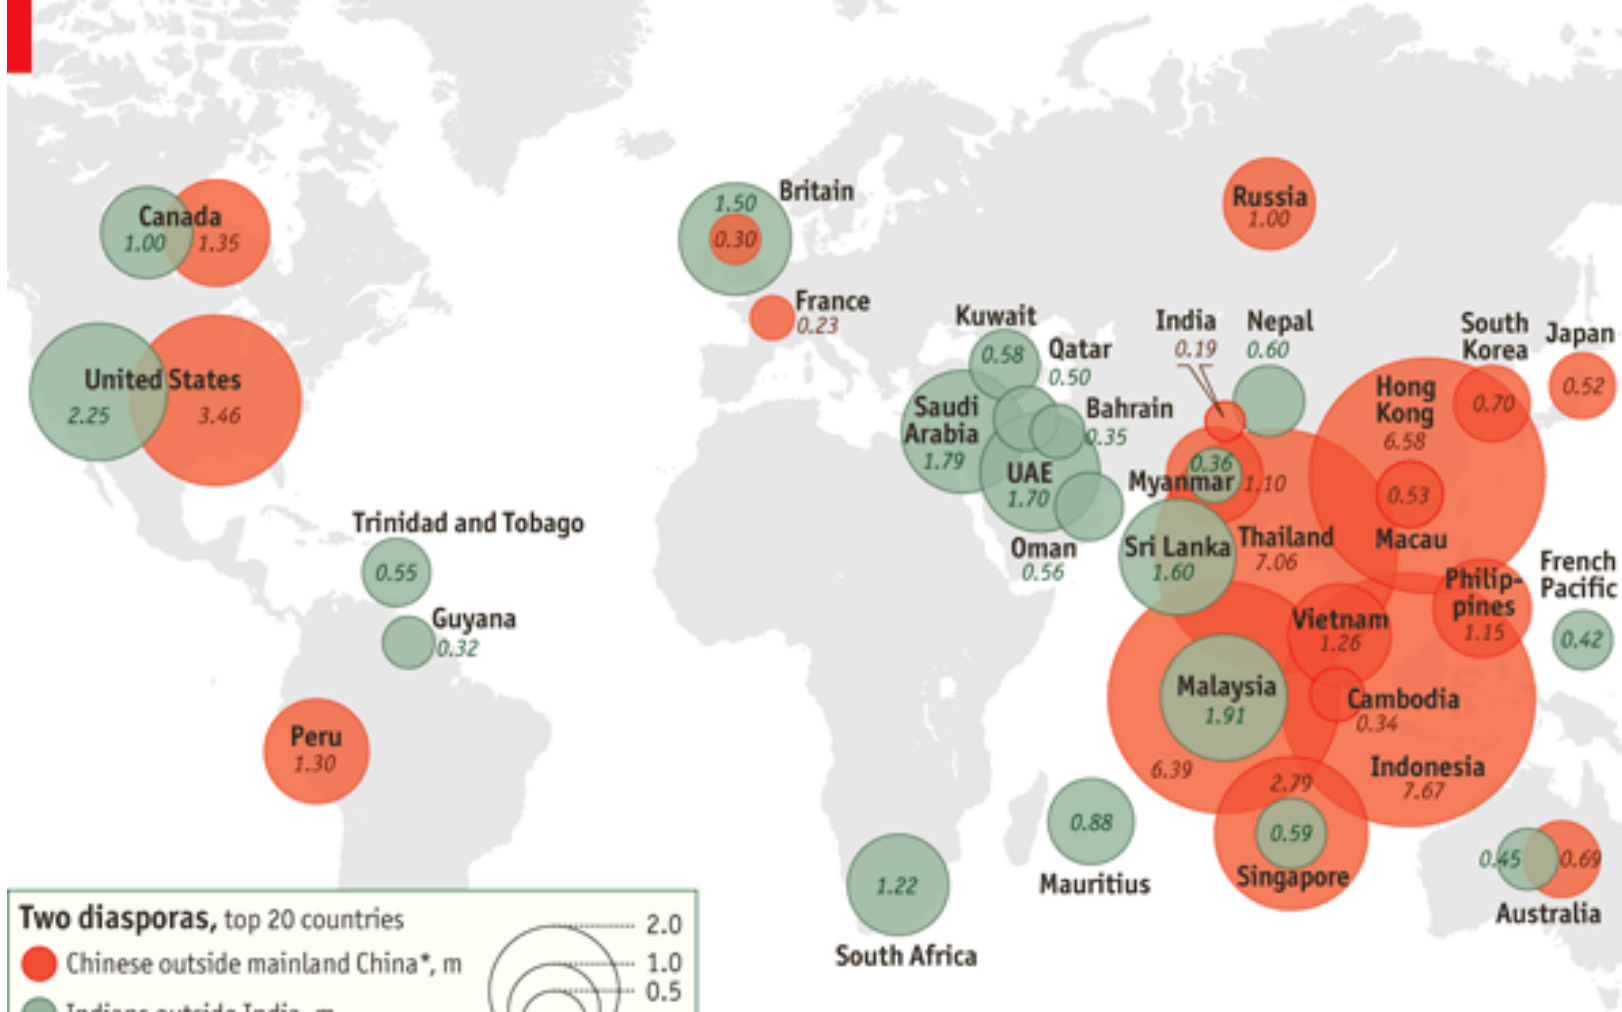 Canada
1.00
1.35
United States
2.25
3.46
Trinidad and Tobago
0.55
Guyana
0.32
Peru
1.30
Britain
1.50
0.30
France
0.23
Russia
1.00
Kuwait
0.58
Qatar
0.50
Saudi
Arabia
1.79
Bahrain
0.35
UAE
1.70
Oman
0.56
India
0.19
Nepal
0.60
South
Korea
0.70
Japan
0.52
Hong
Kong
6.58
0.53
Macau
0.36
Myanmar
1.10
Sri Lanka
1.60
Thailand
7.06
Philip-
pines
1.15
French
Pacific
0.42
Vietnam
1.26
Malaysia
1.91
6.39
Cambodia
0.34
Indonesia
7.67
2.79
0.59
Singapore
0.88
Mauritius
1.22
South Africa
0.45
0.69
Australia
Two diasporas, top 20 countries
Chinese outside mainland China*, m
Indians outside India, m
2.0
1.0
0.5